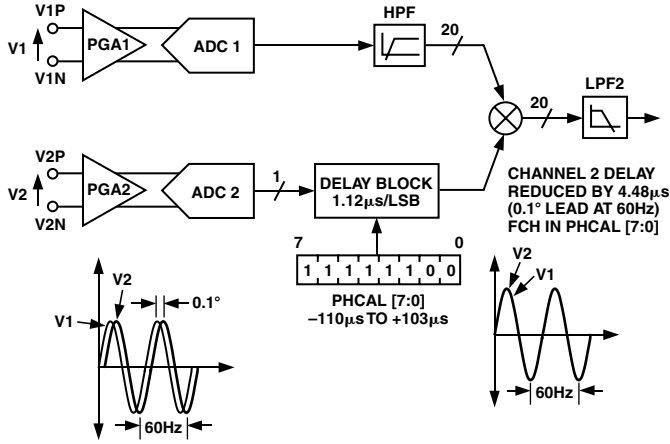 V1P
V1
V1N
PGA1
ADC 1
HPF
20
20
LPF2
V2P
V2
V2N
PGA2
ADC 2
1
DELAY BLOCK
1.12µs/LSB
CHANNEL 2 DELAY
REDUCED BY 4.48µs
(0.1° LEAD AT 60Hz)
FCH IN PHCAL [7:0]
7 0
1 1 1 1 1 1 0 0
PHCAL [7:0]
–110µs TO +103µs
V2
V1
0.1°
60Hz
V2
V1
60Hz